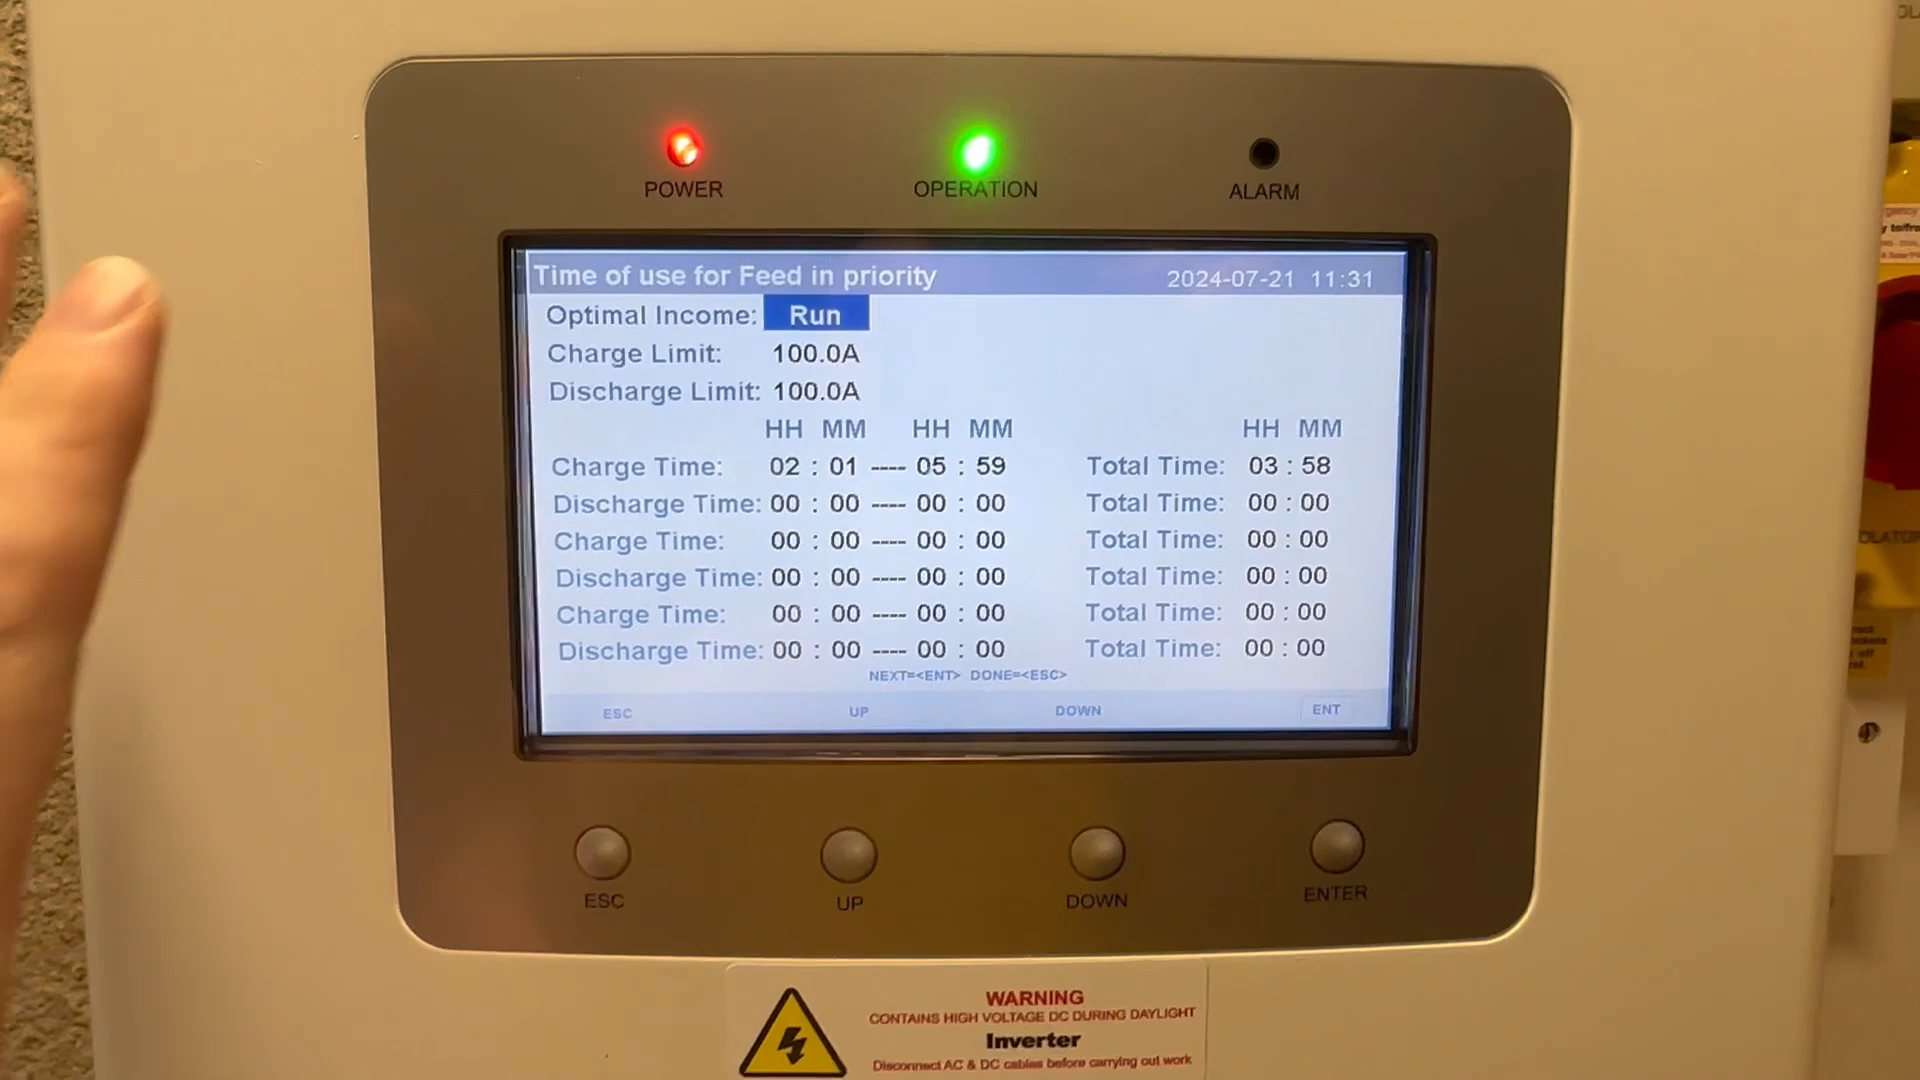 POWER OPERATION ALARM
Time of use for Feed in priority 2024-07-21 11:31
Optimal Income: Run
Charge Limit: 100.0A
Discharge Limit: 100.0A
HH MM HH MM HH MM
Charge Time: 02 : 01 ---- 05 : 59 Total Time: 03 : 58
Discharge Time: 00 : 00 ---- 00 : 00 Total Time: 00 : 00
Charge Time: 00 : 00 ---- 00 : 00 Total Time: 00 : 00
Discharge Time: 00 : 00 ---- 00 : 00 Total Time: 00 : 00
Charge Time: 00 : 00 ---- 00 : 00 Total Time: 00 : 00
Discharge Time: 00 : 00 ---- 00 : 00 Total Time: 00 : 00
NEXT=<ENT> DONE=<ESC>
ESC UP DOWN ENT
ESC UP DOWN ENTER
WARNING
CONTAINS HIGH VOLTAGE DC DURING DAYLIGHT
Inverter
Disconnect AC & DC cables before carrying out work